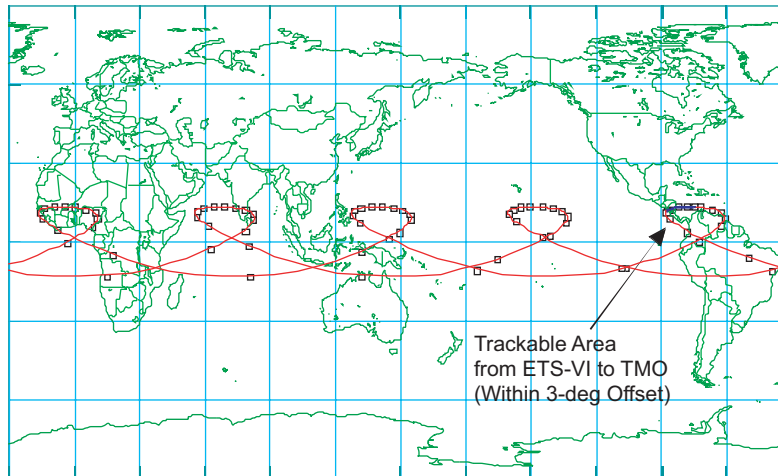 Trackable Area
from ETS-VI to TMO
(Within 3-deg Offset)